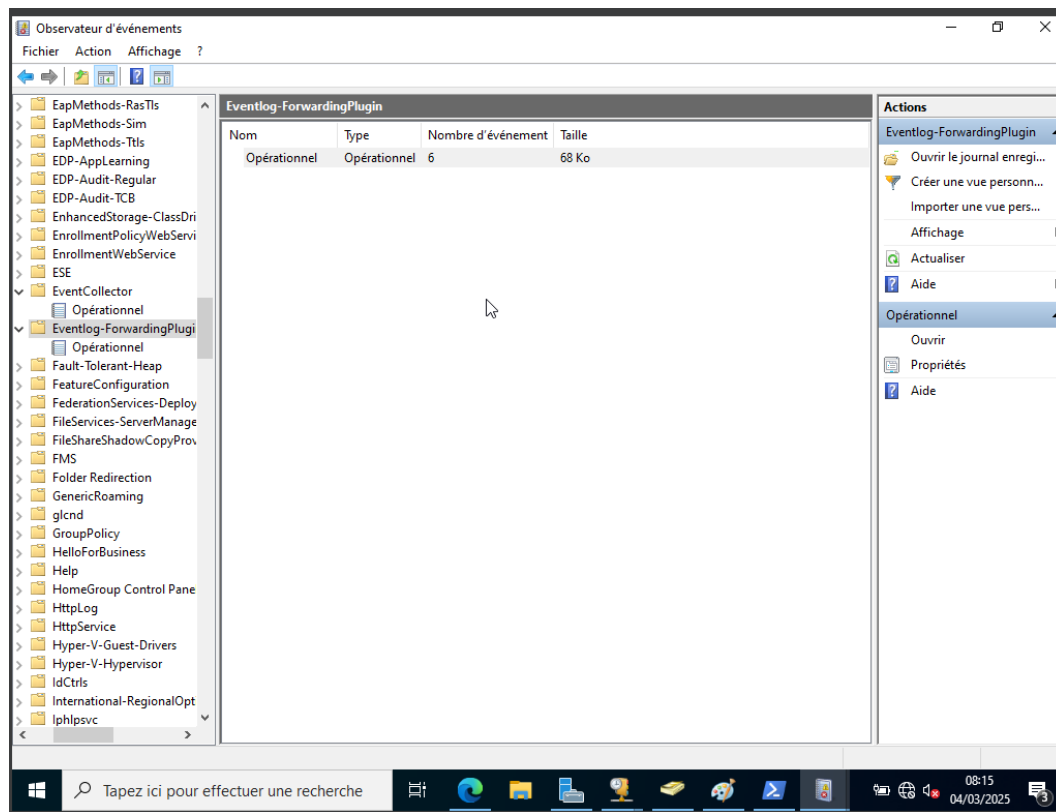 Observateur d'événements
Fichier Action Affichage ?
EapMethods-RasTls
EapMethods-Sim
EapMethods-Ttls
EDP-AppLearning
EDP-Audit-Regular
EDP-Audit-TCB
EnhancedStorage-ClassDri
EnrollmentPolicyWebServi
EnrollmentWebService
ESE
EventCollector
Opérationnel
Eventlog-ForwardingPlugi
Opérationnel
Fault-Tolerant-Heap
FeatureConfiguration
FederationServices-Deploy
FileServices-ServerManage
FileShareShadowCopyProv
FMS
Folder Redirection
GenericRoaming
glcnd
GroupPolicy
HelloForBusiness
Help
HomeGroup Control Pane
HttpLog
HttpService
Hyper-V-Guest-Drivers
Hyper-V-Hypervisor
IdCtrls
International-RegionalOpt
Iphlpsvc
Eventlog-ForwardingPlugin
Nom Type Nombre d'événement Taille
Opérationnel Opérationnel 6 68 Ko
Actions
Eventlog-ForwardingPlugin
Ouvrir le journal enregi...
Créer une vue personn...
Importer une vue pers...
Affichage
Actualiser
? Aide
Opérationnel
Ouvrir
Propriétés
? Aide
Tapez ici pour effectuer une recherche
08:15
04/03/2025
3